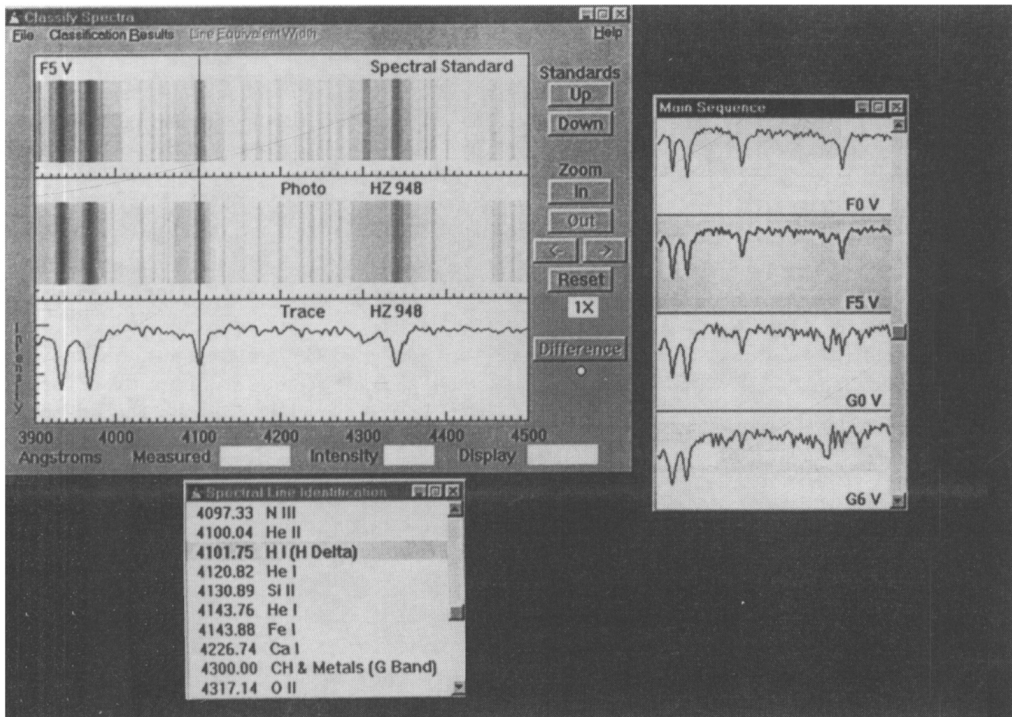 Classify Spectra
File Classification Results Line Equivalent Width Help
F5 V Spectral Standard
Photo HZ 948
Trace HZ 948
Intensity
3900 4000 4100 4200 4300 4400 4500
Angstroms Measured Intensity Display
Standards
Up
Down
Zoom
In
Out
<- ->
Reset
1X
Difference
Main Sequence
F0 V
F5 V
G0 V
G6 V
Spectral Line Identification
4097.33 N III
4100.04 He II
4101.75 H I (H Delta)
4120.82 He I
4130.89 Si II
4143.76 He I
4143.88 Fe I
4226.74 Ca I
4300.00 CH & Metals (G Band)
4317.14 O II